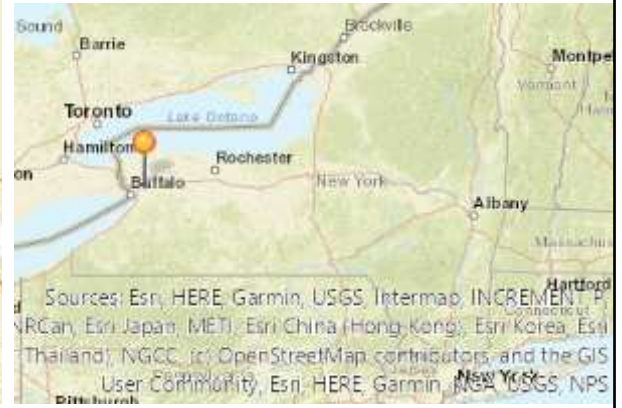 Sound
Barrie
Brockville
Kingston
Montpe
Vermont
Toronto
Lake Ontario
Hamilton
on
Rochester
Buffalo
New York
Albany
Massachus
Hartford
Connecticut
Sources: Esri, HERE, Garmin, USGS, Intermap, INCREMENT P,
NRCan, Esri Japan, METI, Esri China (Hong Kong), Esri Korea, Esri
Thailand), NGCC, (c) OpenStreetMap contributors, and the GIS
User Community, Esri, HERE, Garmin, NGA, USGS, NPS
Pennsylvania
New York
Pittsburgh